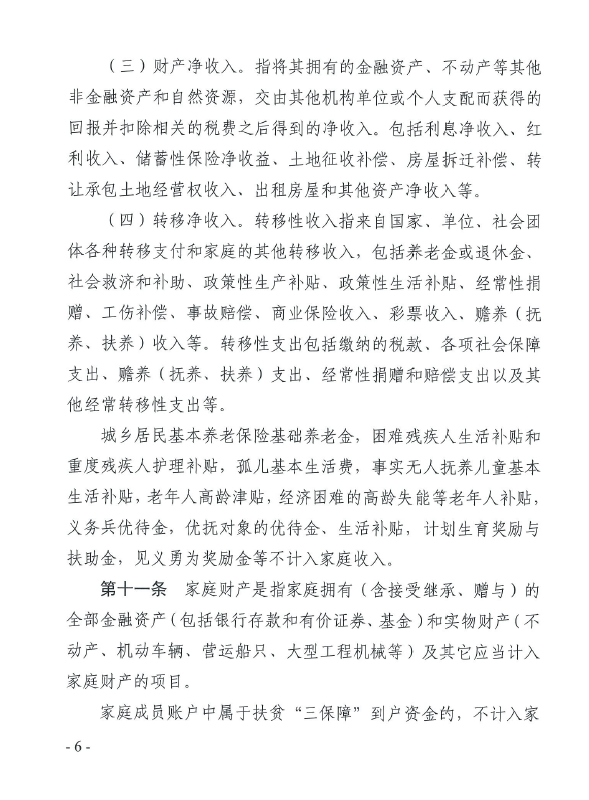 （三）财产净收入。指将其拥有的金融资产、不动产等其他
非金融资产和自然资源，交由其他机构单位或个人支配而获得的
回报并扣除相关的税费之后得到的净收入。包括利息净收入、红
利收入、储蓄性保险净收益、土地征收补偿、房屋拆迁补偿、转
让承包土地经营权收入、出租房屋和其他资产净收入等。
（四）转移净收入。转移性收入指来自国家、单位、社会团
体各种转移支付和家庭的其他转移收入，包括养老金或退休金、
社会救济和补助、政策性生产补贴、政策性生活补贴、经常性捐
赠、工伤补偿、事故赔偿、商业保险收入、彩票收入、赡养（抚
养、扶养）收入等。转移性支出包括缴纳的税款、各项社会保障
支出、赡养（抚养、扶养）支出、经常性捐赠和赔偿支出以及其
他经常转移性支出等。
城乡居民基本养老保险基础养老金，困难残疾人生活补贴和
重度残疾人护理补贴，孤儿基本生活费，事实无人抚养儿童基本
生活补贴，老年人高龄津贴，经济困难的高龄失能等老年人补贴，
义务兵优待金，优抚对象的优待金、生活补贴，计划生育奖励与
扶助金，见义勇为奖励金等不计入家庭收入。
第十一条 家庭财产是指家庭拥有（含接受继承、赠与）的
全部金融资产（包括银行存款和有价证券、基金）和实物财产（不
动产、机动车辆、营运船只、大型工程机械等）及其它应当计入
家庭财产的项目。
家庭成员账户中属于扶贫“三保障”到户资金的，不计入家
- 6 -